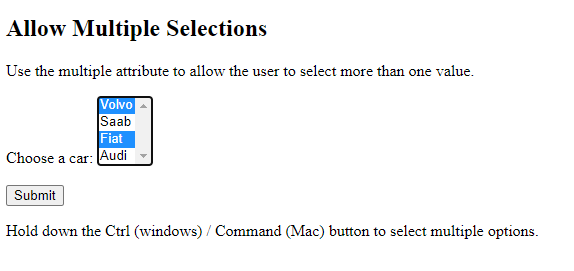 Allow Multiple Selections
Use the multiple attribute to allow the user to select more than one value.
Volvo
Saab
Fiat
Choose a car: Audi
Submit
Hold down the Ctrl (windows) / Command (Mac) button to select multiple options.